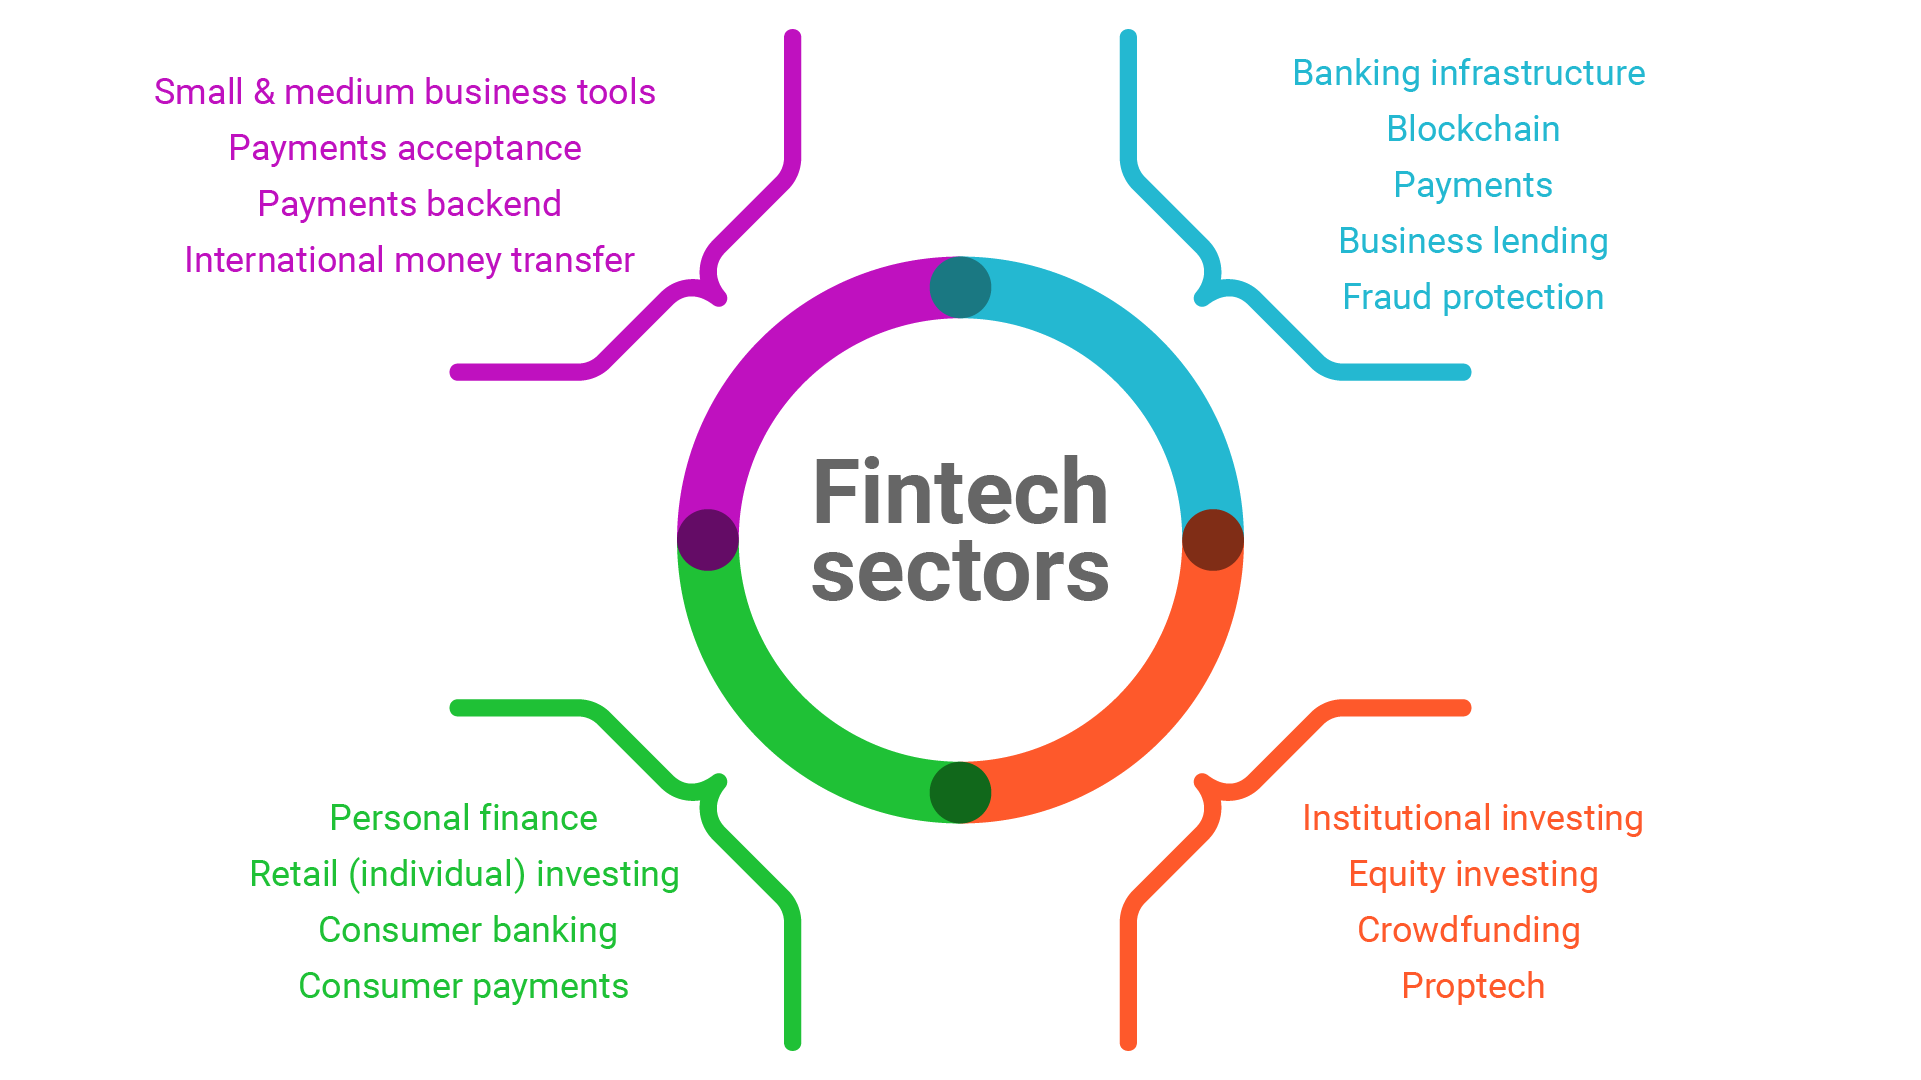 Small & medium business tools
Payments acceptance
Payments backend
International money transfer
Banking infrastructure
Blockchain
Payments
Business lending
Fraud protection
Fintech
sectors
Personal finance
Retail (individual) investing
Consumer banking
Consumer payments
Institutional investing
Equity investing
Crowdfunding
Proptech